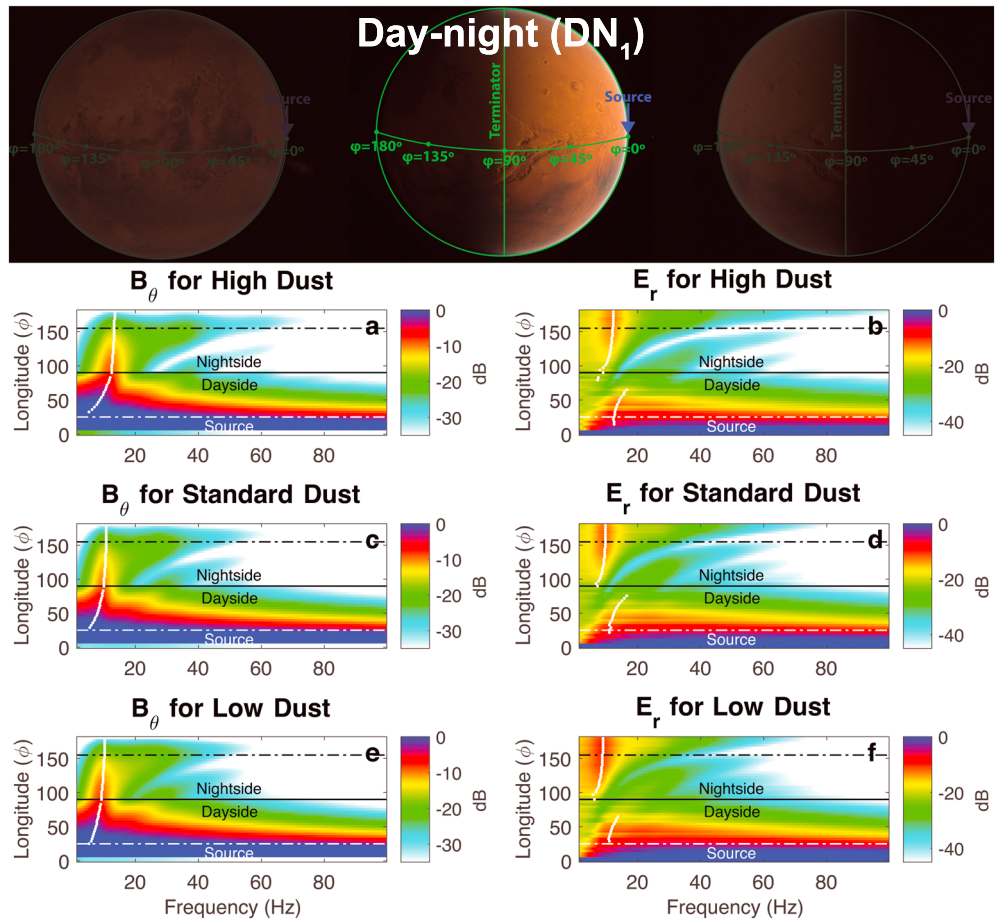 Day-night (DN1)
Source
Terminator
Source
Terminator
Source
φ=180°
φ=135°
φ=90°
φ=45°
φ=0°
φ=180°
φ=135°
φ=90°
φ=45°
φ=0°
φ=180°
φ=135°
φ=90°
φ=45°
φ=0°
Bθ for High Dust
Er for High Dust
Longitude (ϕ)
150
100
50
0
a
Nightside
Dayside
Source
20 40 60 80
0
-10
-20
-30
dB
Longitude (ϕ)
150
100
50
0
b
Nightside
Dayside
Source
20 40 60 80
0
-20
-40
dB
Bθ for Standard Dust
Er for Standard Dust
Longitude (ϕ)
150
100
50
0
c
Nightside
Dayside
Source
20 40 60 80
0
-10
-20
-30
dB
Longitude (ϕ)
150
100
50
0
d
Nightside
Dayside
Source
20 40 60 80
0
-20
-40
dB
Bθ for Low Dust
Er for Low Dust
Longitude (ϕ)
150
100
50
0
e
Nightside
Dayside
Source
20 40 60 80
Frequency (Hz)
0
-10
-20
-30
dB
Longitude (ϕ)
150
100
50
0
f
Nightside
Dayside
Source
20 40 60 80
Frequency (Hz)
0
-20
-40
dB